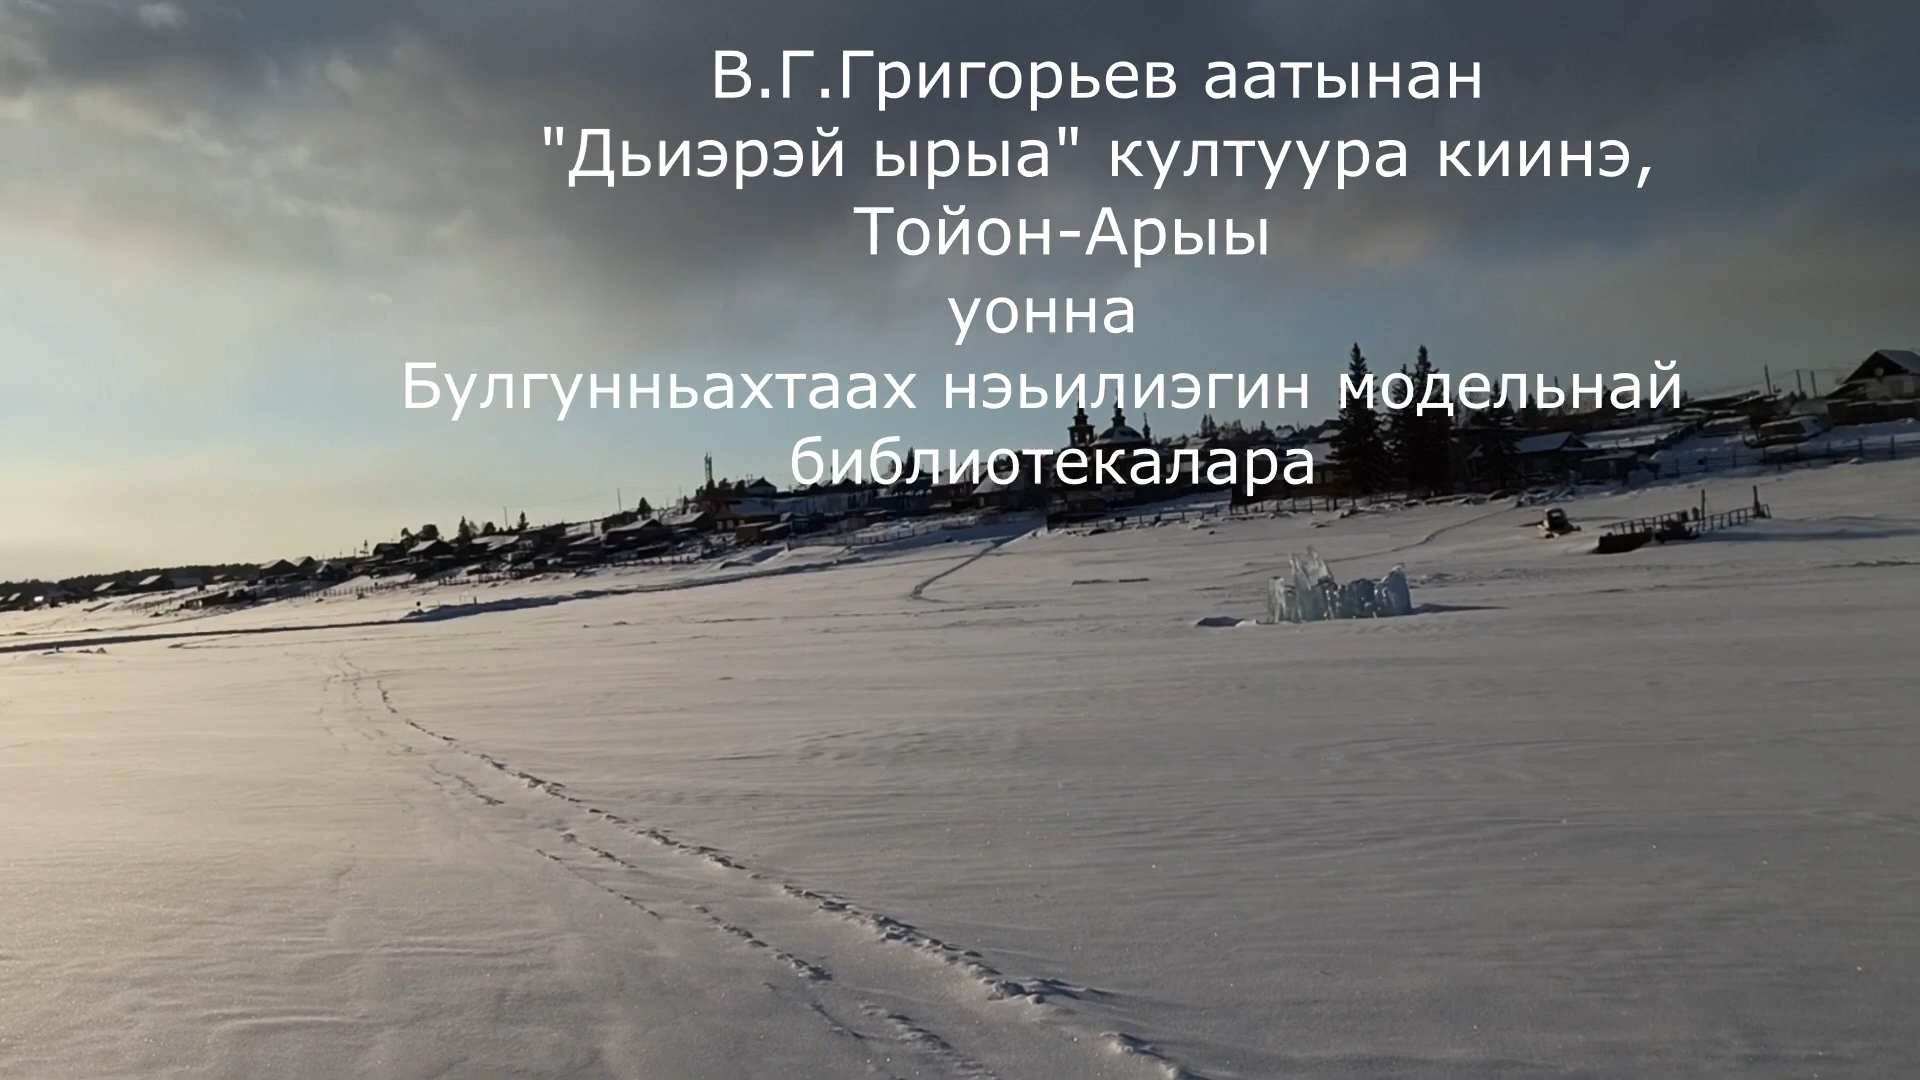 В.Г.Григорьев аатынан
"Дьиэрэй ырыа" култуура киинэ,
Тойон-Арыы
уонна
Булгунньахтаах нэьилиэгин модельнай
библиотекалара